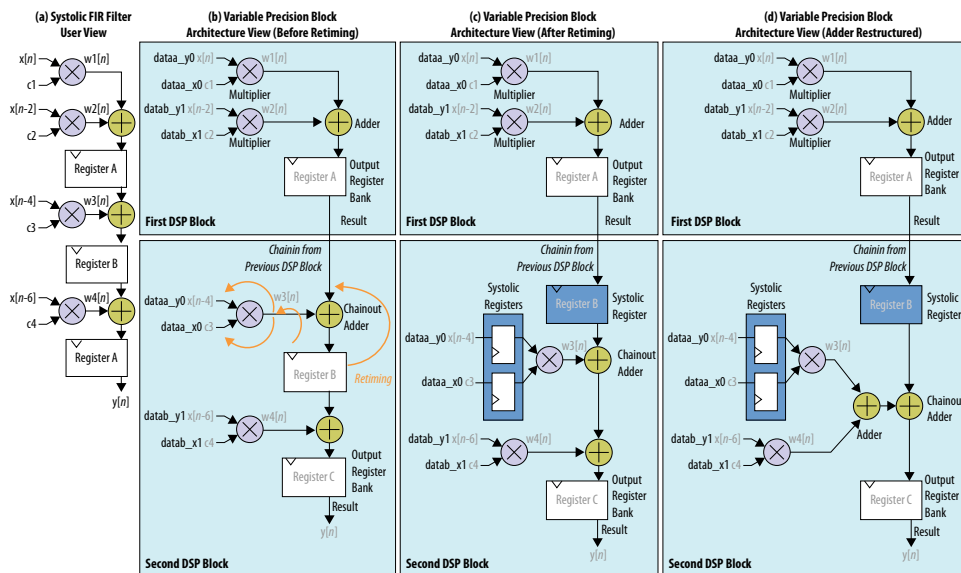 (a) Systolic FIR Filter
User View
x[n]
w1[n]
c1
x[n-2]
w2[n]
c2
Register A
x[n-4]
w3[n]
c3
Register B
x[n-6]
w4[n]
c4
Register A
y[n]
(b) Variable Precision Block
Architecture View (Before Retiming)
dataa_y0 x[n]
w1[n]
dataa_x0 c1
Multiplier
datab_y1 x[n-2]
w2[n]
Adder
datab_x1 c2
Multiplier
Register A
Output
Register
Bank
Result
First DSP Block
Chainin from
Previous DSP Block
dataa_y0 x[n-4]
w3[n]
dataa_x0 c3
Chainout
Adder
Register B
Retiming
datab_y1 x[n-6]
w4[n]
datab_x1 c4
Register C
Output
Register
Bank
Result
y[n]
Second DSP Block
(c) Variable Precision Block
Architecture View (After Retiming)
dataa_y0 x[n]
w1[n]
dataa_x0 c1
Multiplier
datab_y1 x[n-2]
w2[n]
Adder
datab_x1 c2
Multiplier
Register A
Output
Register
Bank
Result
First DSP Block
Chainin from
Previous DSP Block
Systolic
Registers
Register B
Systolic
Register
dataa_y0 x[n-4]
w3[n]
Chainout
Adder
dataa_x0 c3
datab_y1 x[n-6]
w4[n]
datab_x1 c4
Register C
Output
Register
Bank
Result
y[n]
Second DSP Block
(d) Variable Precision Block
Architecture View (Adder Restructured)
dataa_y0 x[n]
w1[n]
dataa_x0 c1
Multiplier
datab_y1 x[n-2]
w2[n]
Adder
datab_x1 c2
Multiplier
Register A
Output
Register
Bank
Result
First DSP Block
Chainin from
Previous DSP Block
Systolic
Registers
Register B
Systolic
Register
dataa_y0 x[n-4]
w3[n]
dataa_x0 c3
Chainout
Adder
Adder
datab_y1 x[n-6]
w4[n]
datab_x1 c4
Register C
Output
Register
Bank
Result
y[n]
Second DSP Block